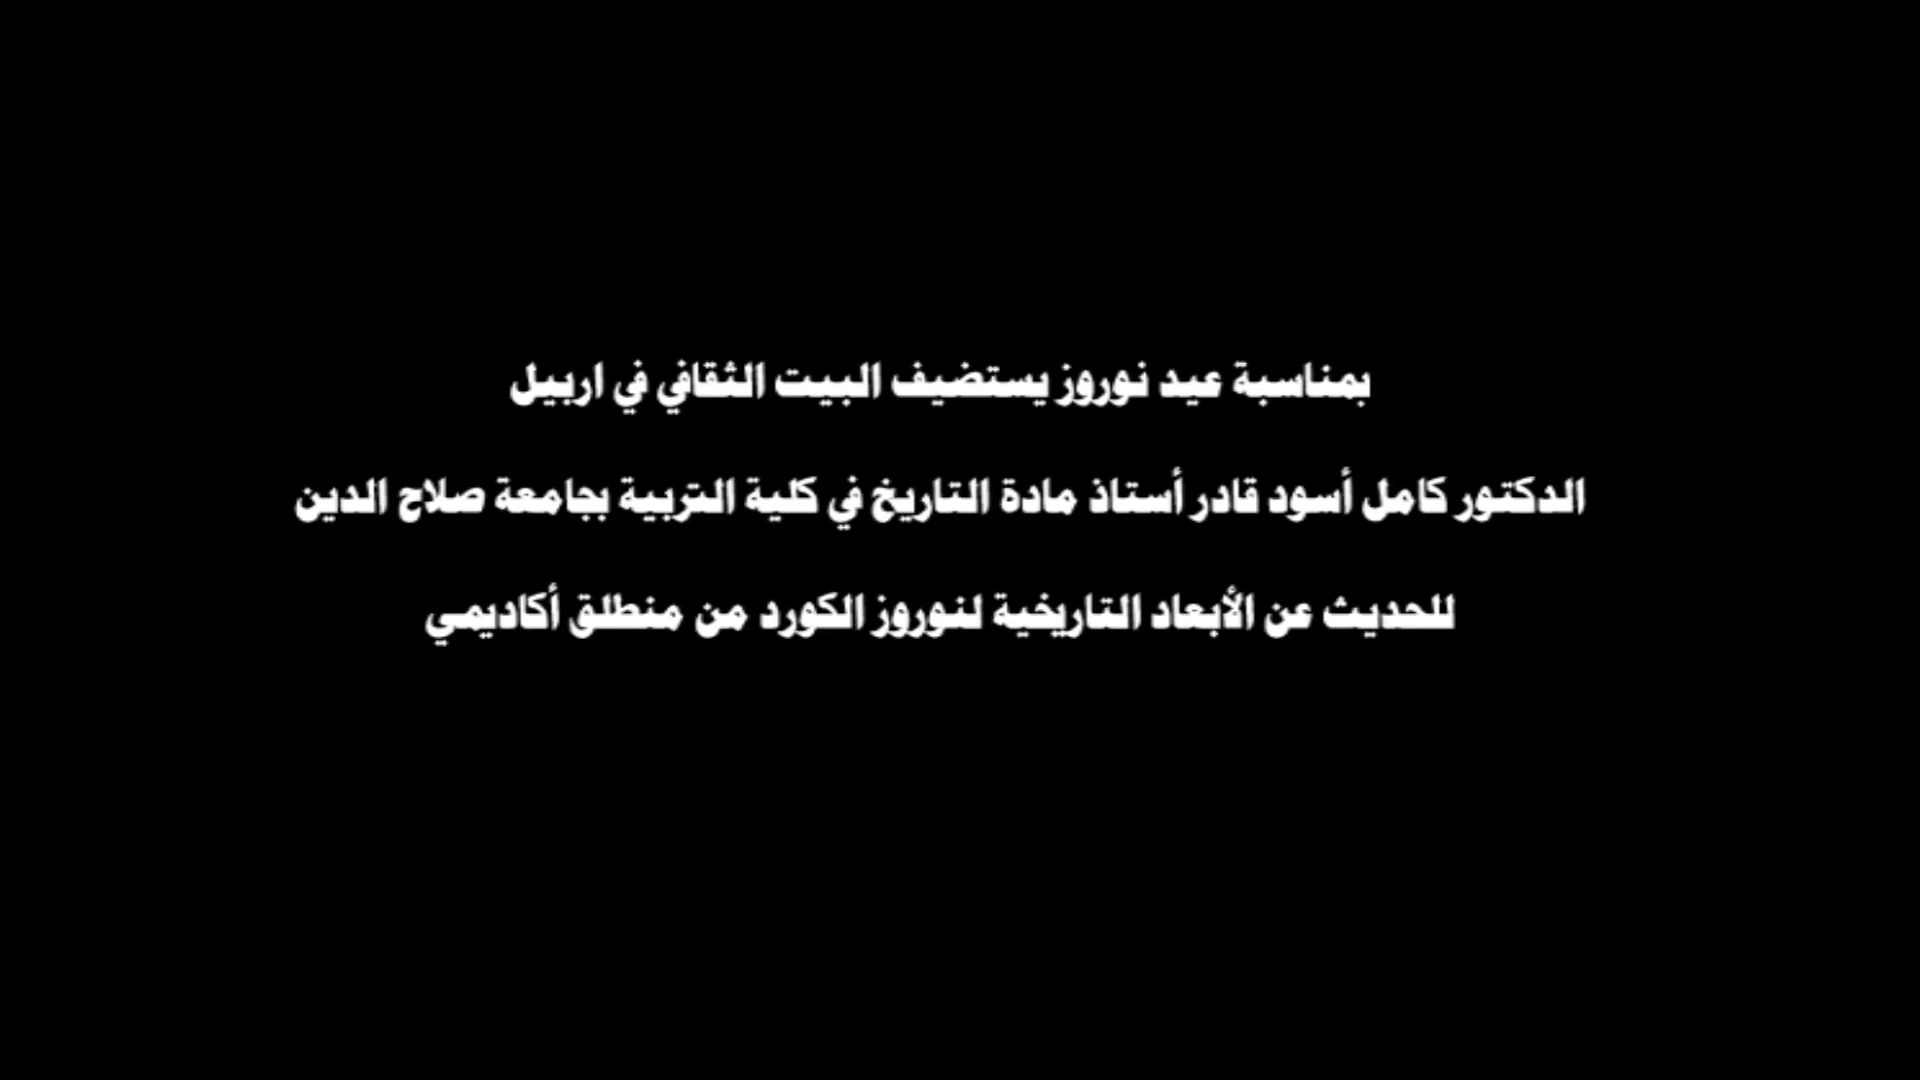 بمناسبة عيد نوروز يستضيف البيت الثقافي في اربيل
الدكتور كامل أسود قادر أستاذ مادة التاريخ في كلية التربية بجامعة صلاح الدين
للحديث عن الأبعاد التاريخية لنوروز الكورد من منطلق أكاديمي